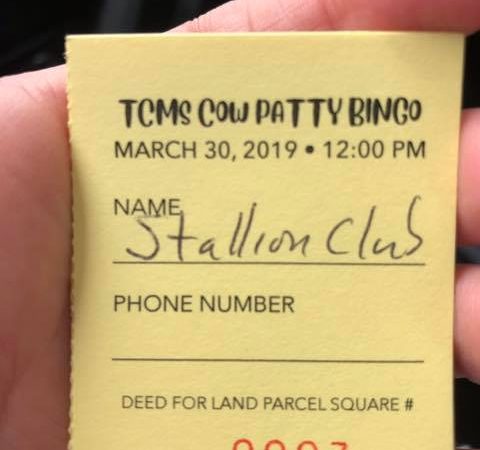 TCMS COW PATTY BINGO
MARCH 30, 2019 • 12:00 PM
NAME
Stallion Club
PHONE NUMBER
DEED FOR LAND PARCEL SQUARE #